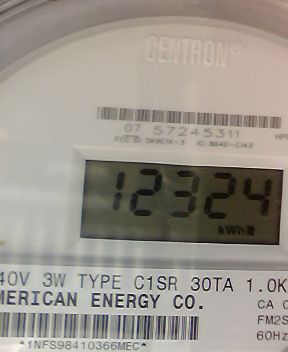 CENTRON®
07 57245311
12324
kWh
40V 3W TYPE C1SR 30TA 1.0K
MERICAN ENERGY CO.
CA
FM2S
60Hz
*1NFS98410366MEC*